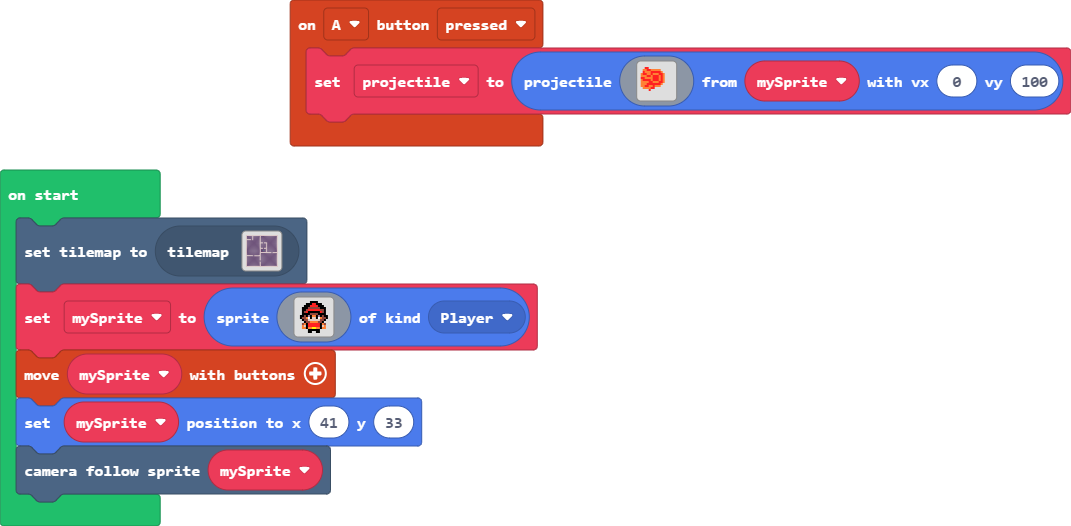 on A button pressed
set projectile to projectile from mySprite with vx 0 vy 100
on start
set tilemap to tilemap
set mySprite to sprite of kind Player
move mySprite with buttons
set mySprite position to x 41 y 33
camera follow sprite mySprite